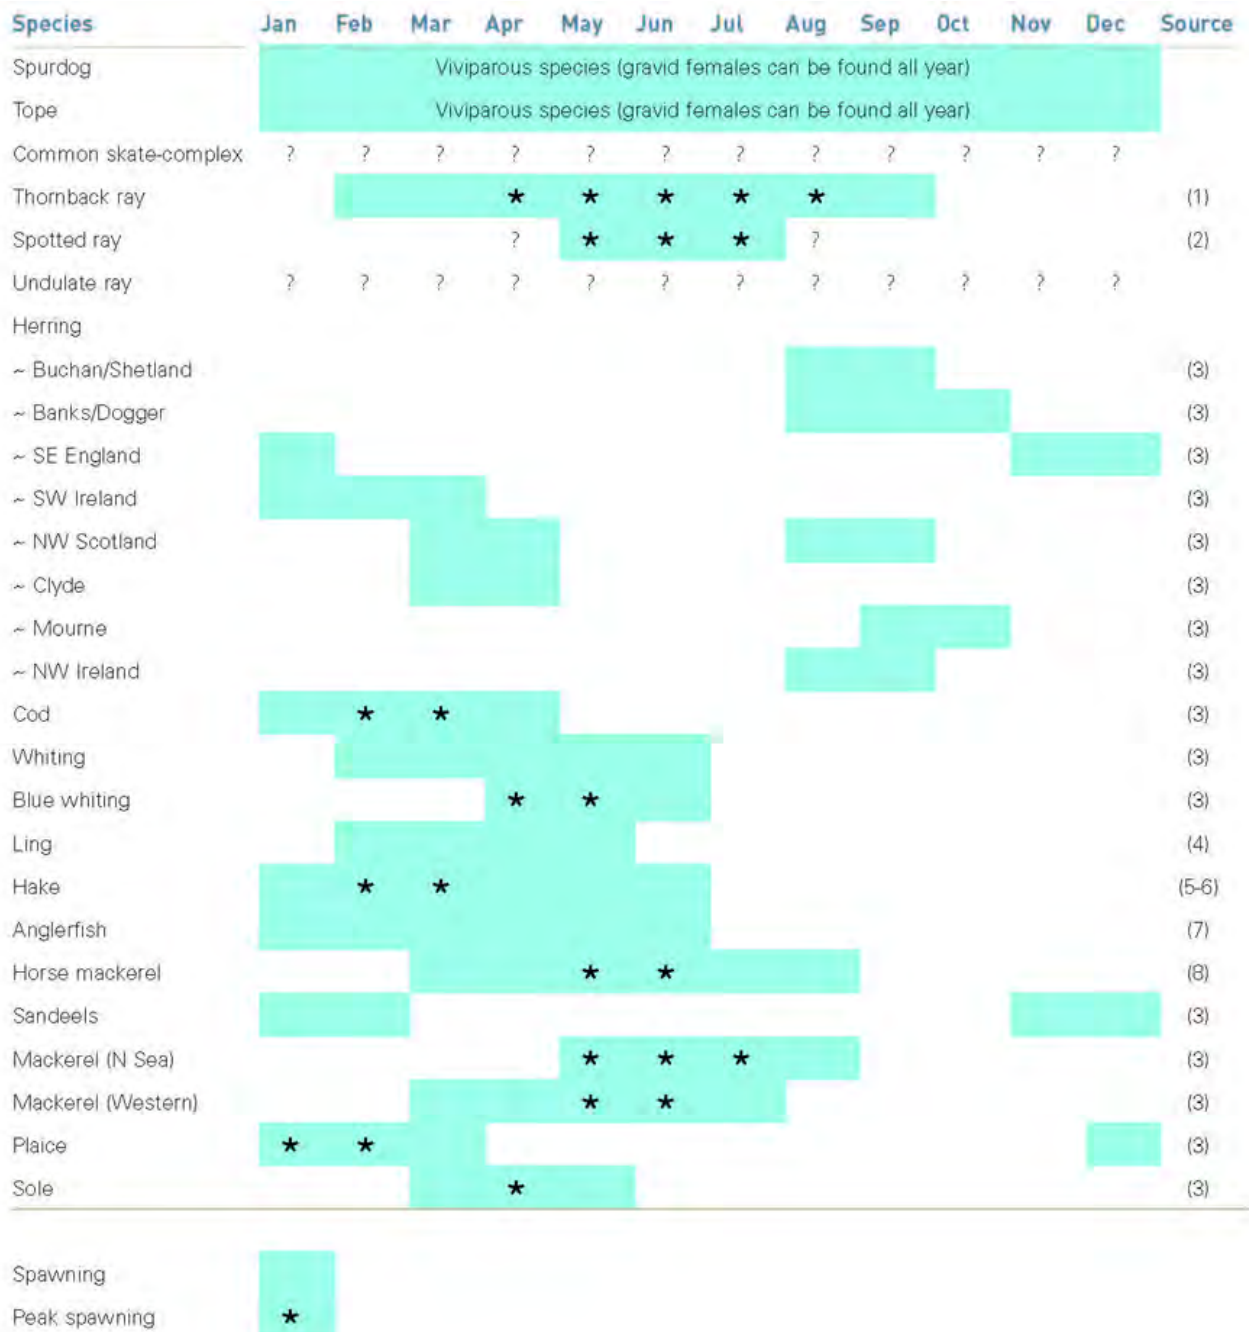 Species Jan Feb Mar Apr May Jun Jul Aug Sep Oct Nov Dec Source
Spurdog Viviparous species (gravid females can be found all year)
Tope Viviparous species (gravid females can be found all year)
Common skate-complex ? ? ? ? ? ? ? ? ? ? ? ?
Thornback ray * * * * * (1)
Spotted ray ? * * * ? (2)
Undulate ray ? ? ? ? ? ? ? ? ? ? ? ?
Herring
~ Buchan/Shetland (3)
~ Banks/Dogger (3)
~ SE England (3)
~ SW Ireland (3)
~ NW Scotland (3)
~ Clyde (3)
~ Mourne (3)
~ NW Ireland (3)
Cod * * (3)
Whiting (3)
Blue whiting * * (3)
Ling (4)
Hake * * (5-6)
Anglerfish (7)
Horse mackerel * * (8)
Sandeels (3)
Mackerel (N Sea) * * * (3)
Mackerel (Western) * * (3)
Plaice * * (3)
Sole * (3)
Spawning
Peak spawning *